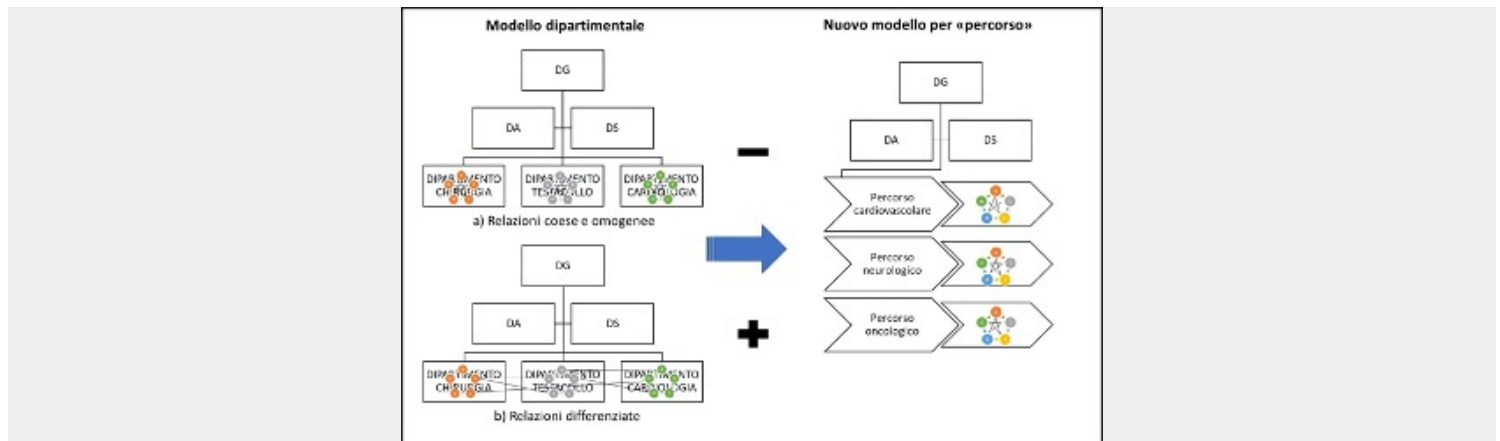 Modello dipartimentale
DG
DA
DS
DIPARTIMENTO
CHIRURGIA
DIPARTIMENTO
TESTACOLLO
DIPARTIMENTO
CARDIOLOGIA
a) Relazioni coese e omogenee
DG
DA
DS
DIPARTIMENTO
CHIRURGIA
DIPARTIMENTO
TESTACOLLO
DIPARTIMENTO
CARDIOLOGIA
b) Relazioni differenziate
Nuovo modello per «percorso»
DG
DA
DS
Percorso
cardiovascolare
Percorso
neurologico
Percorso
oncologico